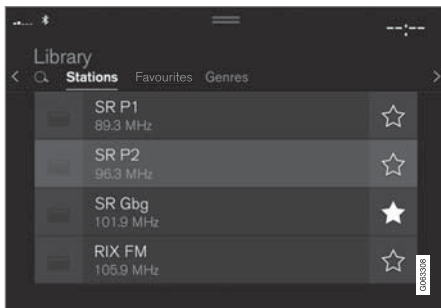 --:--
Library
Stations Favourites Genres
SR P1
89.3 MHz
SR P2
96.3 MHz
SR Gbg
101.9 MHz
RIX FM
105.9 MHz
G063308